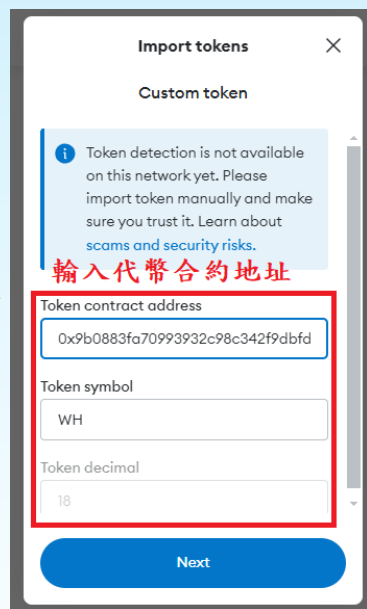 Import tokens
Custom token
Token detection is not available
on this network yet. Please
import token manually and make
sure you trust it. Learn about
scams and security risks.
輸入代幣合約地址
Token contract address
0x9b0883fa70993932c98c342f9dbfd
Token symbol
WH
Token decimal
18
Next